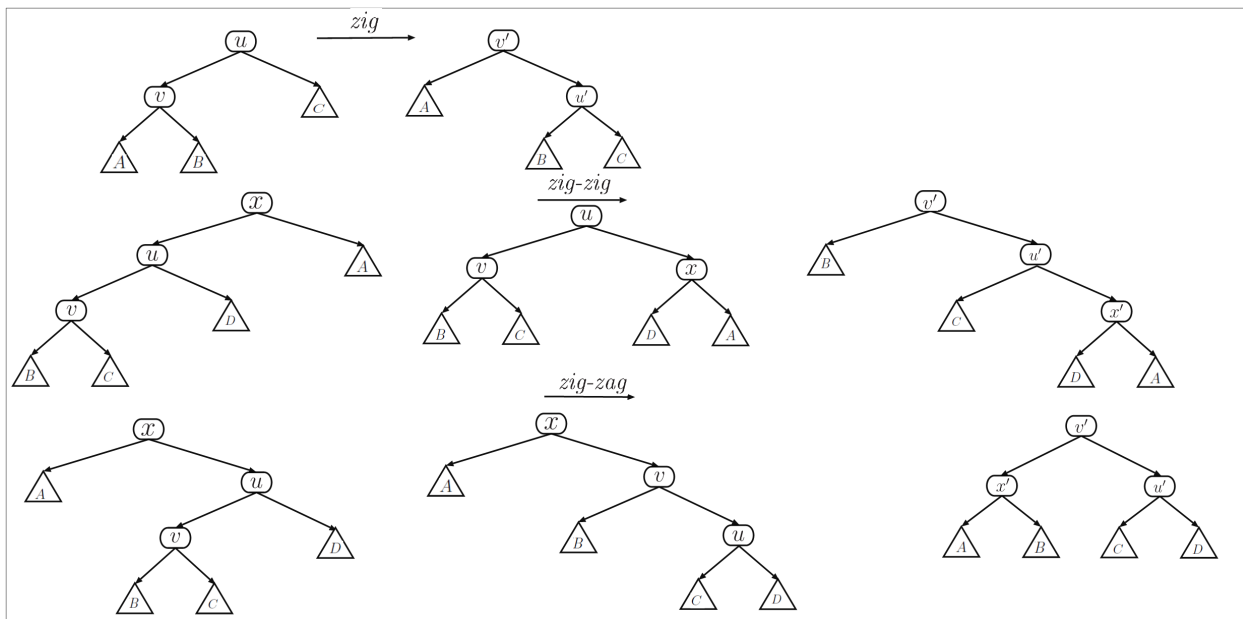 zig
u v'
v C A u'
A B B C
zig-zig
x u v'
u A v x B u'
v D B C D A C x'
B C D A
zig-zag
x x v'
A u A v x' u'
v D B u A B C D
B C C D